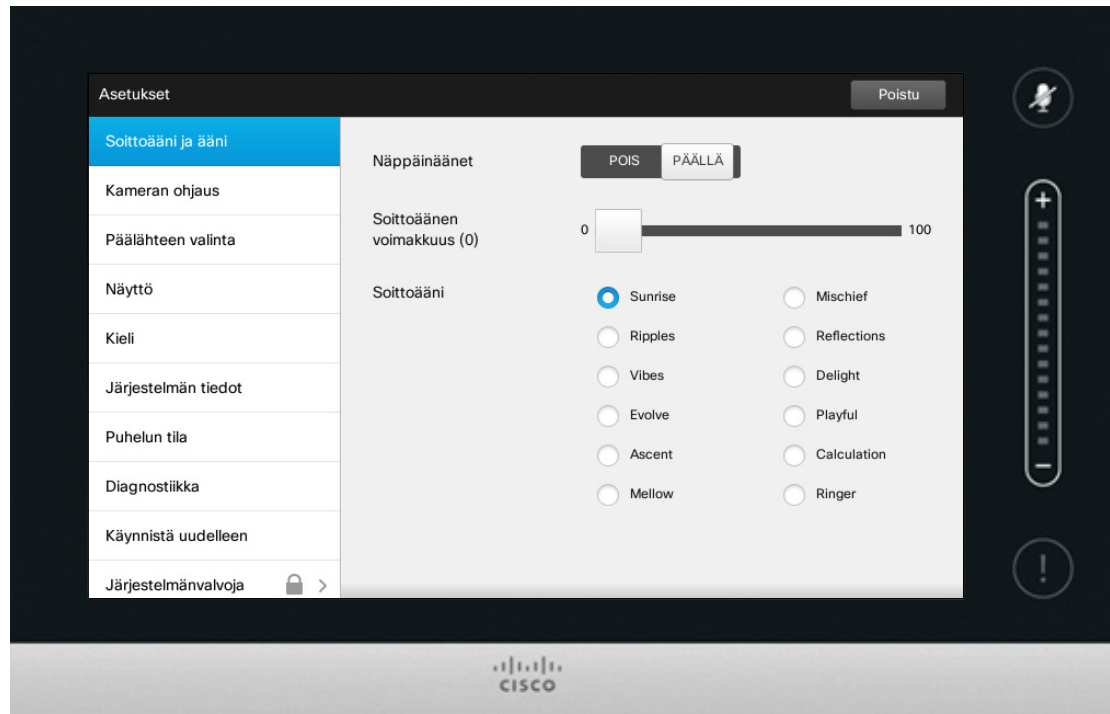 Asetukset
Poistu
Soittoääni ja ääni
Kameran ohjaus
Päälähteen valinta
Näyttö
Kieli
Järjestelmän tiedot
Puhelun tila
Diagnostiikka
Käynnistä uudelleen
Järjestelmänvalvoja
Näppäinäänet
POIS PÄÄLLÄ
Soittoäänen
voimakkuus (0)
0 100
Soittoääni
Sunrise Mischief
Ripples Reflections
Vibes Delight
Evolve Playful
Ascent Calculation
Mellow Ringer
+
–
!
CISCO